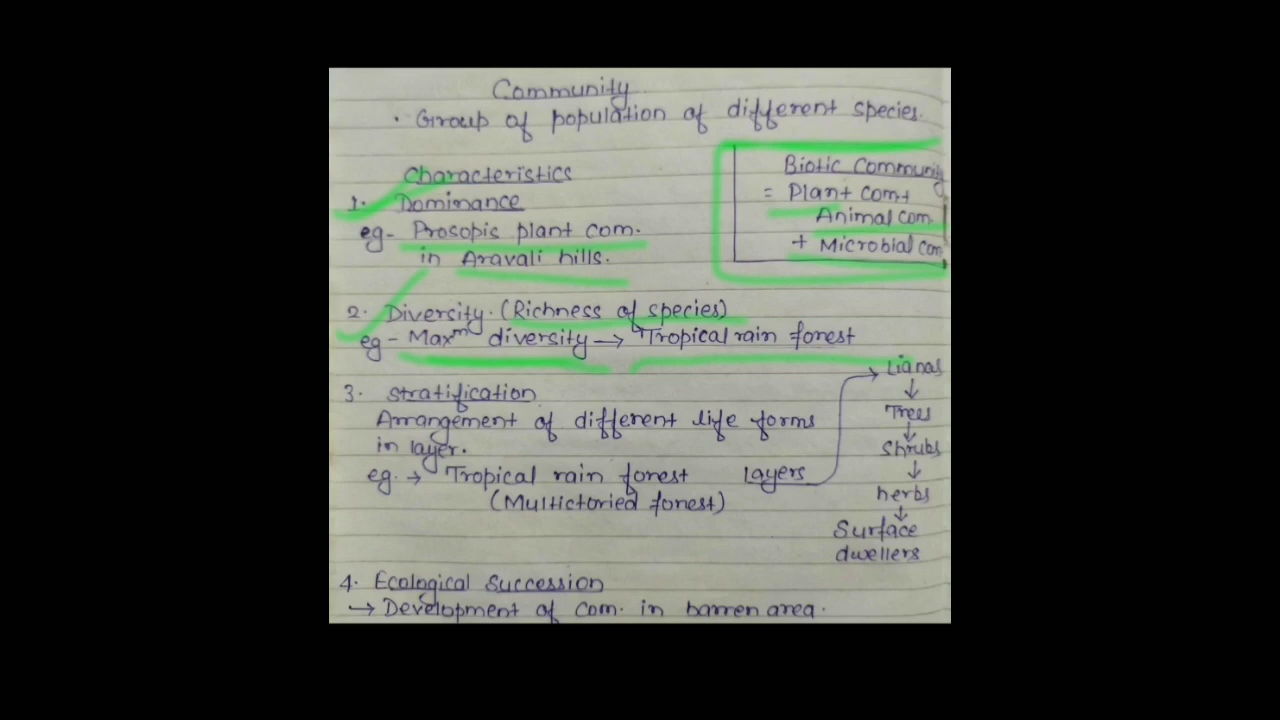 Community
• Group of population of different species.
Characteristics
1. Dominance
eg- Prosopis plant com.
in Aravali hills.
Biotic Community
= Plant com+
Animal com
+ Microbial com
2. Diversity. (Richness of species)
eg - Maxᵐ diversity → Tropical rain forest
3. Stratification
Arrangement of different life forms
in layer.
eg. → Tropical rain forest layers
(Multictoried forest)
→ Lianas
↓
Trees
↓
Shrubs
↓
herbs
↓
Surface
dwellers
4. Ecological Succession
→ Development of com. in barren area.